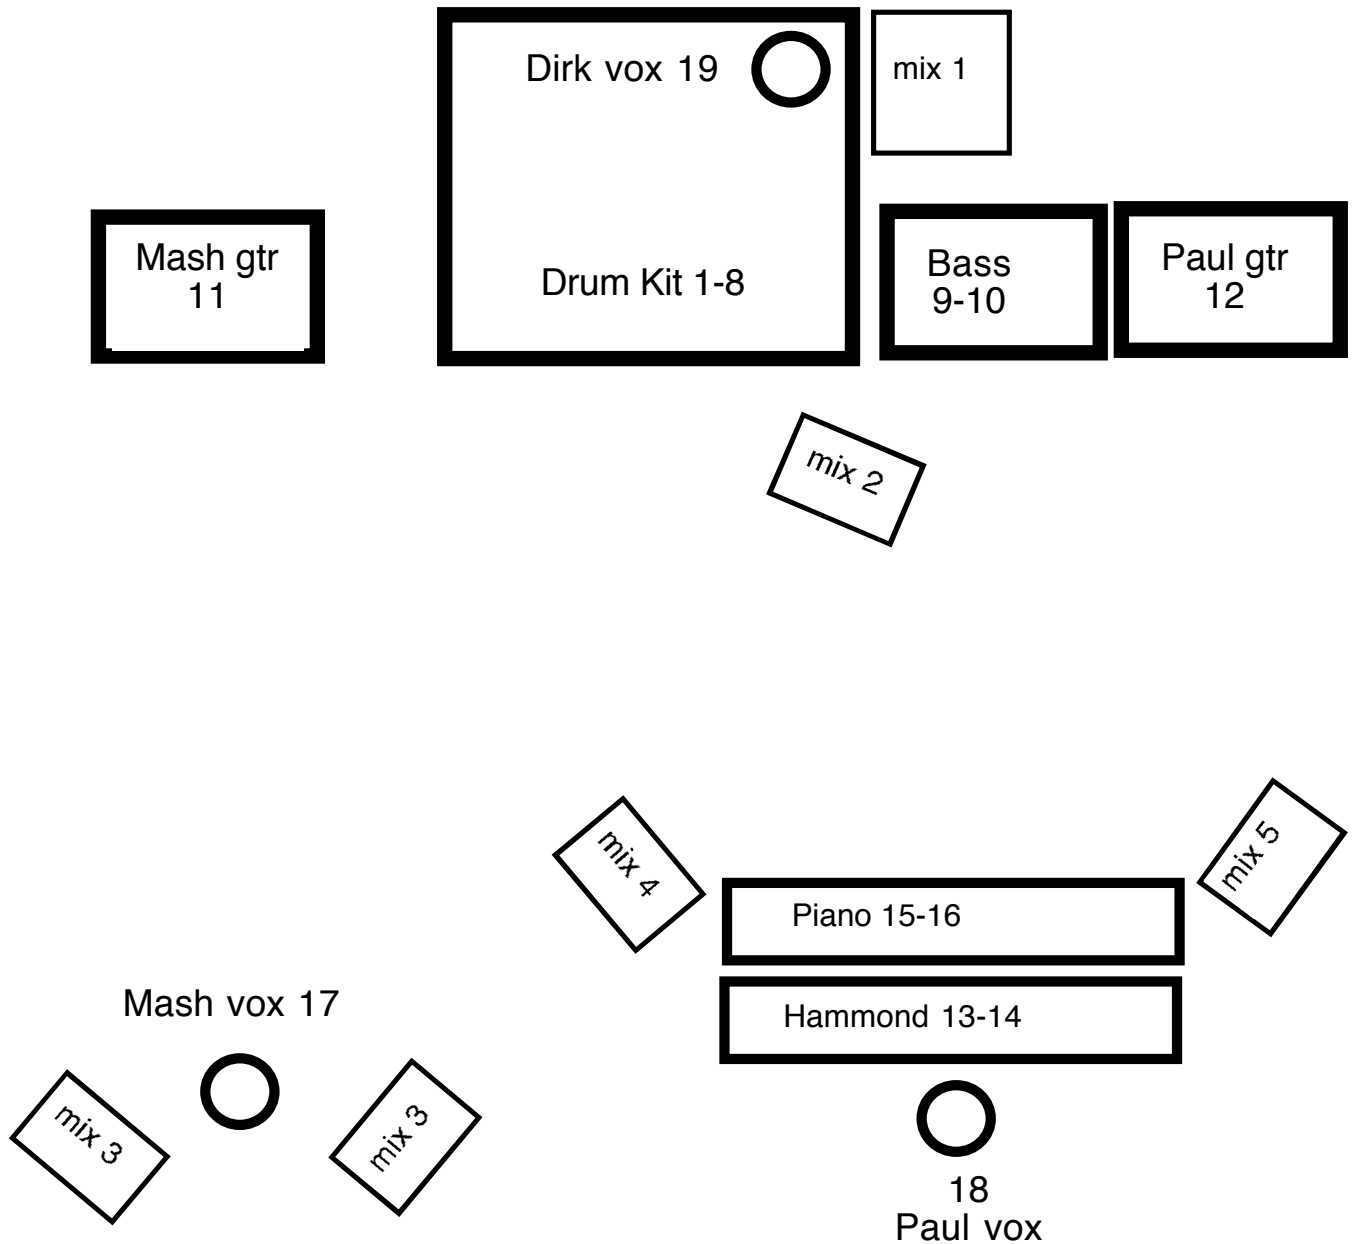 Dirk vox 19
mix 1
Mash gtr
11
Drum Kit 1-8
Bass
9-10
Paul gtr
12
mix 2
mix 4
mix 5
Piano 15-16
Hammond 13-14
Mash vox 17
mix 3
mix 3
18
Paul vox